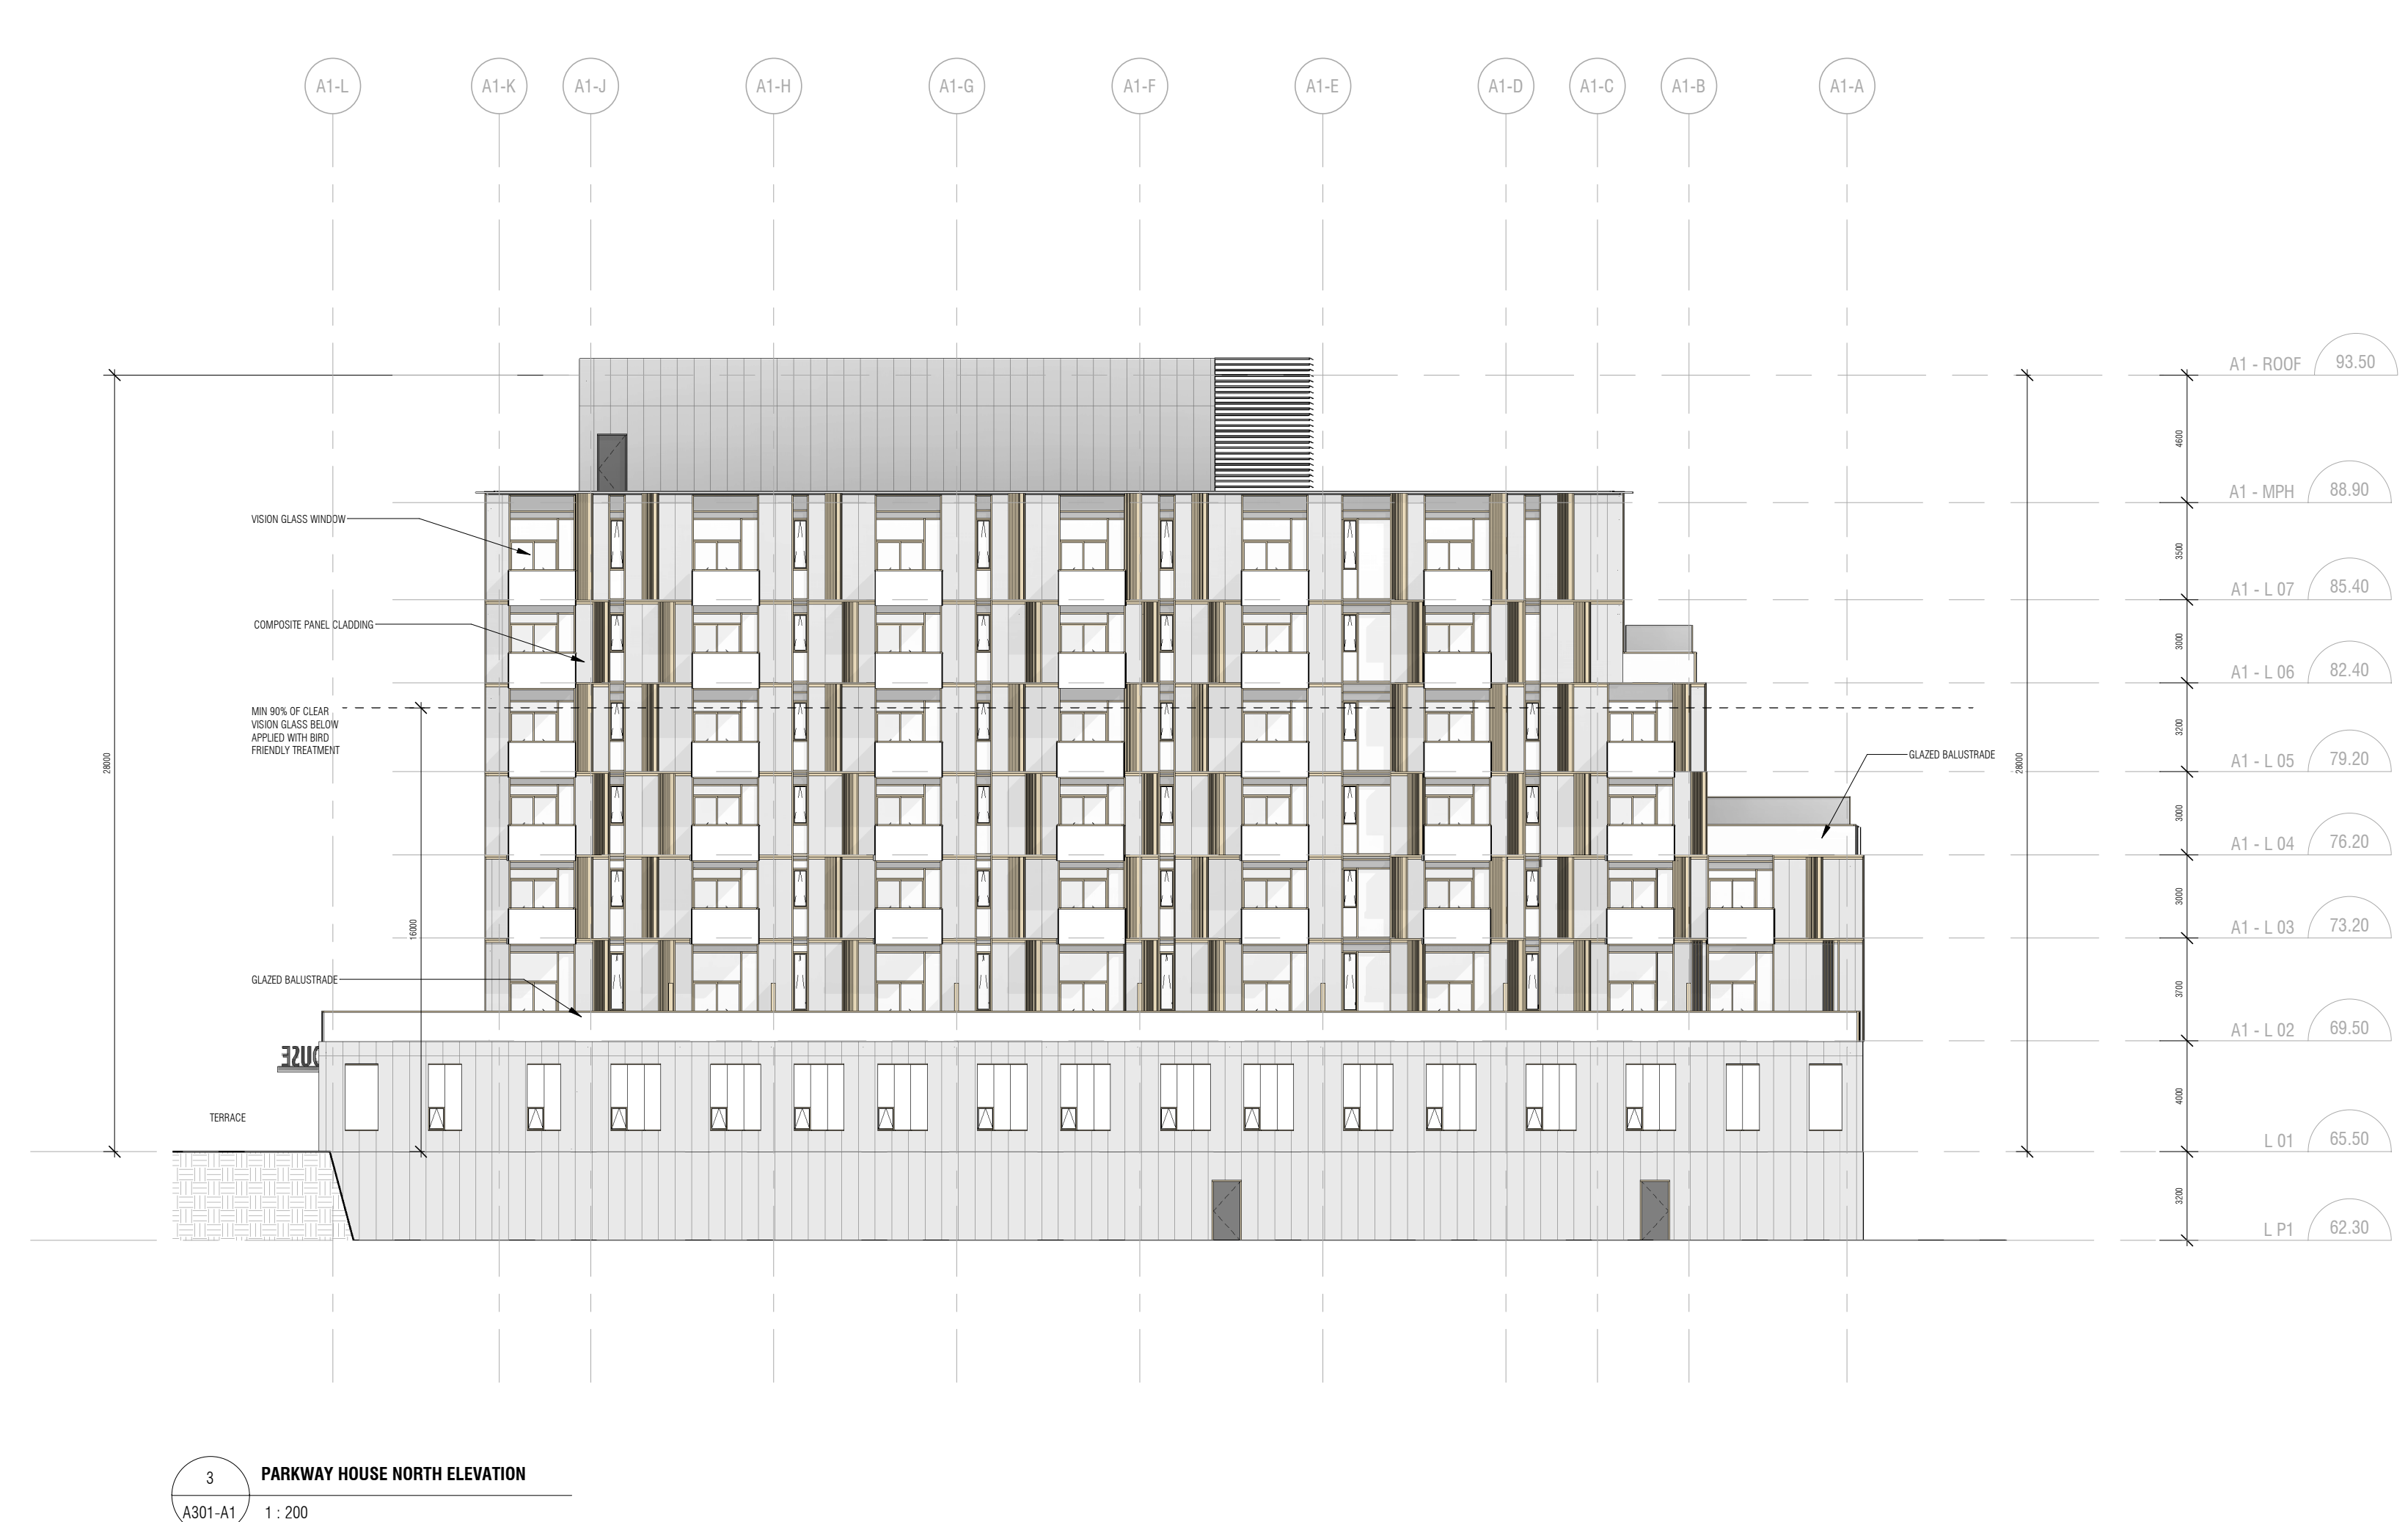 A1-L A1-K A1-J A1-H A1-G A1-F A1-E A1-D A1-C A1-B A1-A
A1 - ROOF 93.50
4600
A1 - MPH 88.90
VISION GLASS WINDOW
3500
A1 - L 07 85.40
COMPOSITE PANEL CLADDING
3000
A1 - L 06 82.40
MIN 90% OF CLEAR
VISION GLASS BELOW
APPLIED WITH BIRD
FRIENDLY TREATMENT
3200
GLAZED BALUSTRADE
28000
28000
A1 - L 05 79.20
3000
A1 - L 04 76.20
3000
16000
A1 - L 03 73.20
GLAZED BALUSTRADE
3700
A1 - L 02 69.50
OUSE
4000
TERRACE
L 01 65.50
3200
L P1 62.30
3 PARKWAY HOUSE NORTH ELEVATION
A301-A1 1 : 200